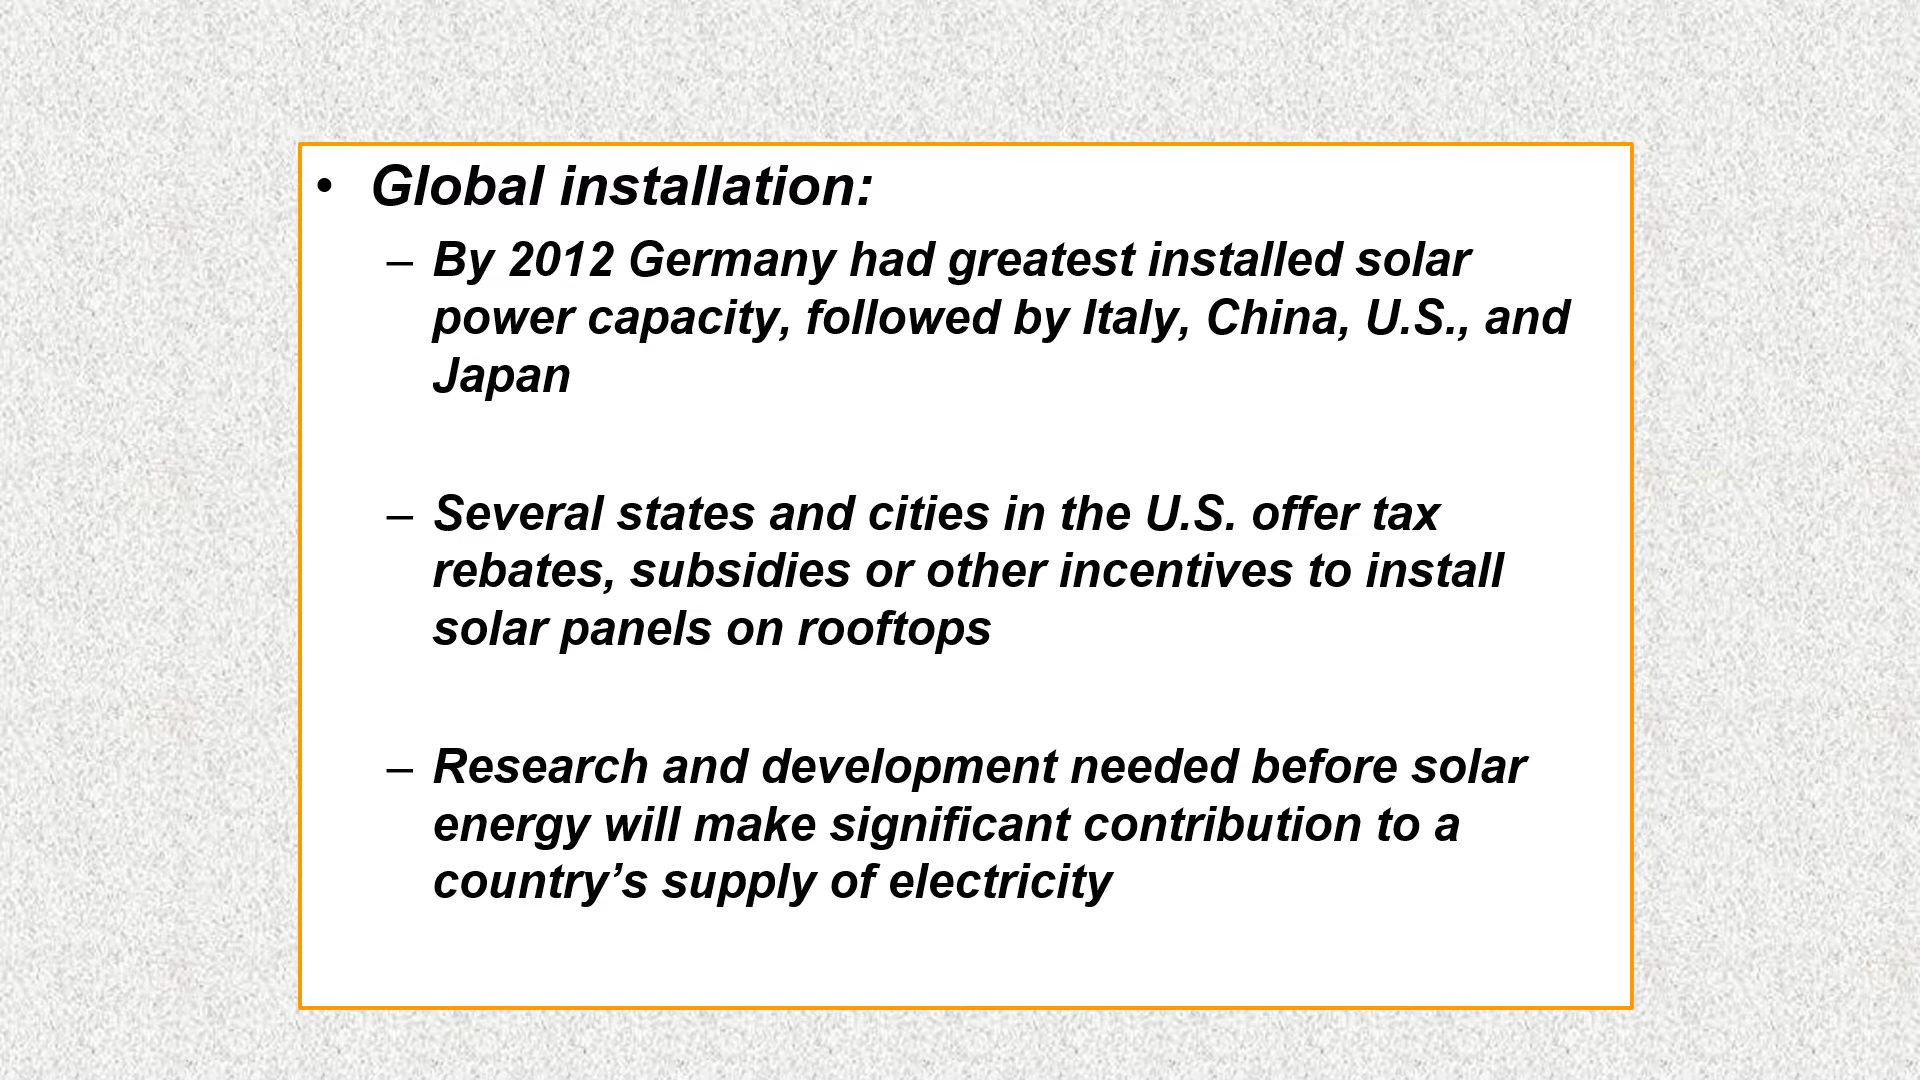 • Global installation:
– By 2012 Germany had greatest installed solar
power capacity, followed by Italy, China, U.S., and
Japan
– Several states and cities in the U.S. offer tax
rebates, subsidies or other incentives to install
solar panels on rooftops
– Research and development needed before solar
energy will make significant contribution to a
country’s supply of electricity